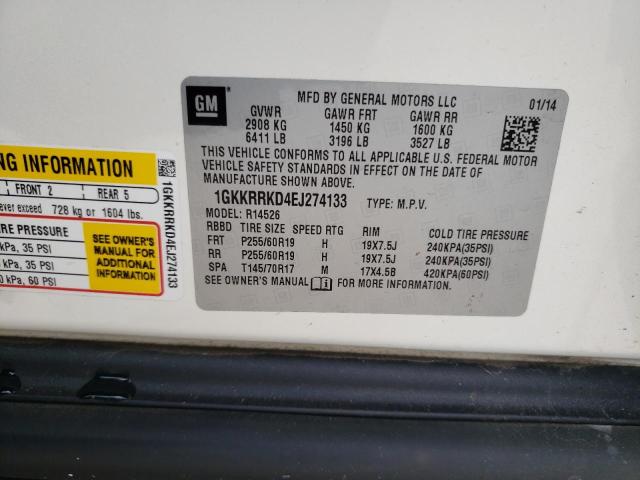 GM
MFD BY GENERAL MOTORS LLC 01/14
GVWR GAWR FRT GAWR RR
2908 KG 1450 KG 1600 KG
6411 LB 3196 LB 3527 LB
THIS VEHICLE CONFORMS TO ALL APPLICABLE U.S. FEDERAL MOTOR
VEHICLE SAFETY STANDARDS IN EFFECT ON THE DATE OF
MANUFACTURE SHOWN ABOVE.
1GKKRRKD4EJ274133 TYPE: M.P.V.
MODEL: R14526
RBBD TIRE SIZE SPEED RTG RIM COLD TIRE PRESSURE
FRT P255/60R19 H 19X7.5J 240KPA(35PSI)
RR P255/60R19 H 19X7.5J 240KPA(35PSI)
SPA T145/70R17 M 17X4.5B 420KPA(60PSI)
SEE OWNER'S MANUAL FOR MORE INFORMATION.
INFORMATION
FRONT 2 REAR 5
exceed 728 kg or 1604 lbs.
PRESSURE
35 PSI
kPa, 35 PSI
kPa, 60 PSI
SEE OWNER'S
MANUAL FOR
ADDITIONAL
INFORMATION
1GKKRRKD4EJ274133